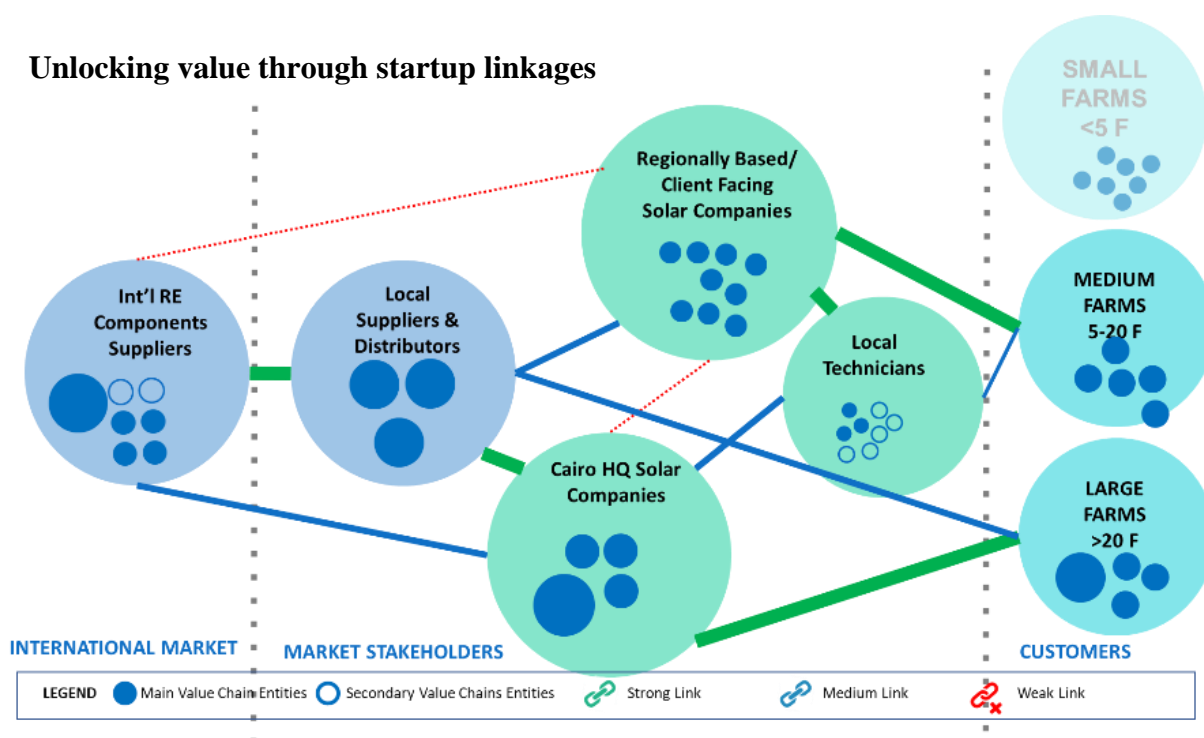 Unlocking value through startup linkages
SMALL
FARMS
<5 F
Regionally Based/
Client Facing
Solar Companies
Int'l RE
Components
Suppliers
Local
Suppliers &
Distributors
MEDIUM
FARMS
5-20 F
Local
Technicians
Cairo HQ Solar
Companies
LARGE
FARMS
>20 F
INTERNATIONAL MARKET
MARKET STAKEHOLDERS
CUSTOMERS
LEGEND Main Value Chain Entities Secondary Value Chains Entities Strong Link Medium Link Weak Link